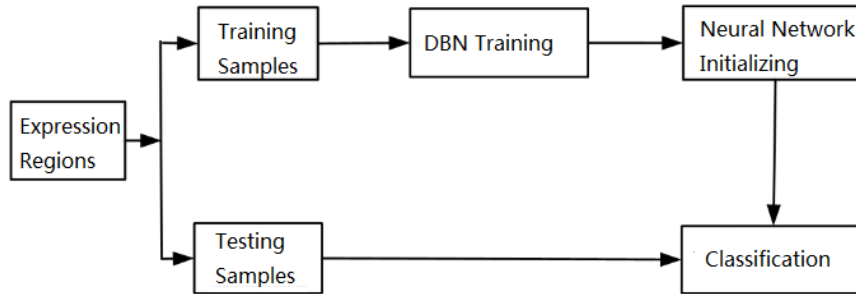 Expression
Regions
Training
Samples
DBN Training
Neural Network
Initializing
Testing
Samples
Classification